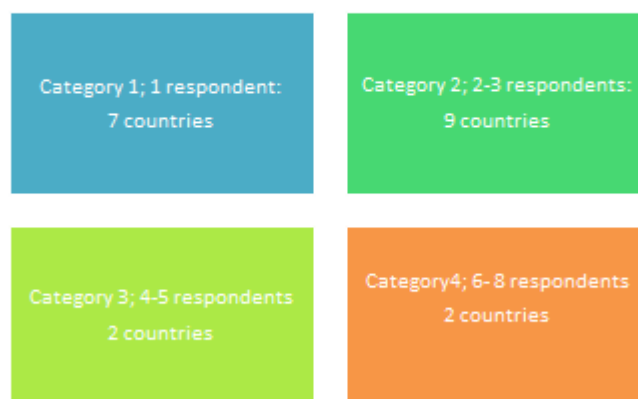 Category 1; 1 respondent:
7 countries
Category 2; 2-3 respondents:
9 countries
Category 3; 4-5 respondents
2 countries
Category4; 6- 8 respondents
2 countries